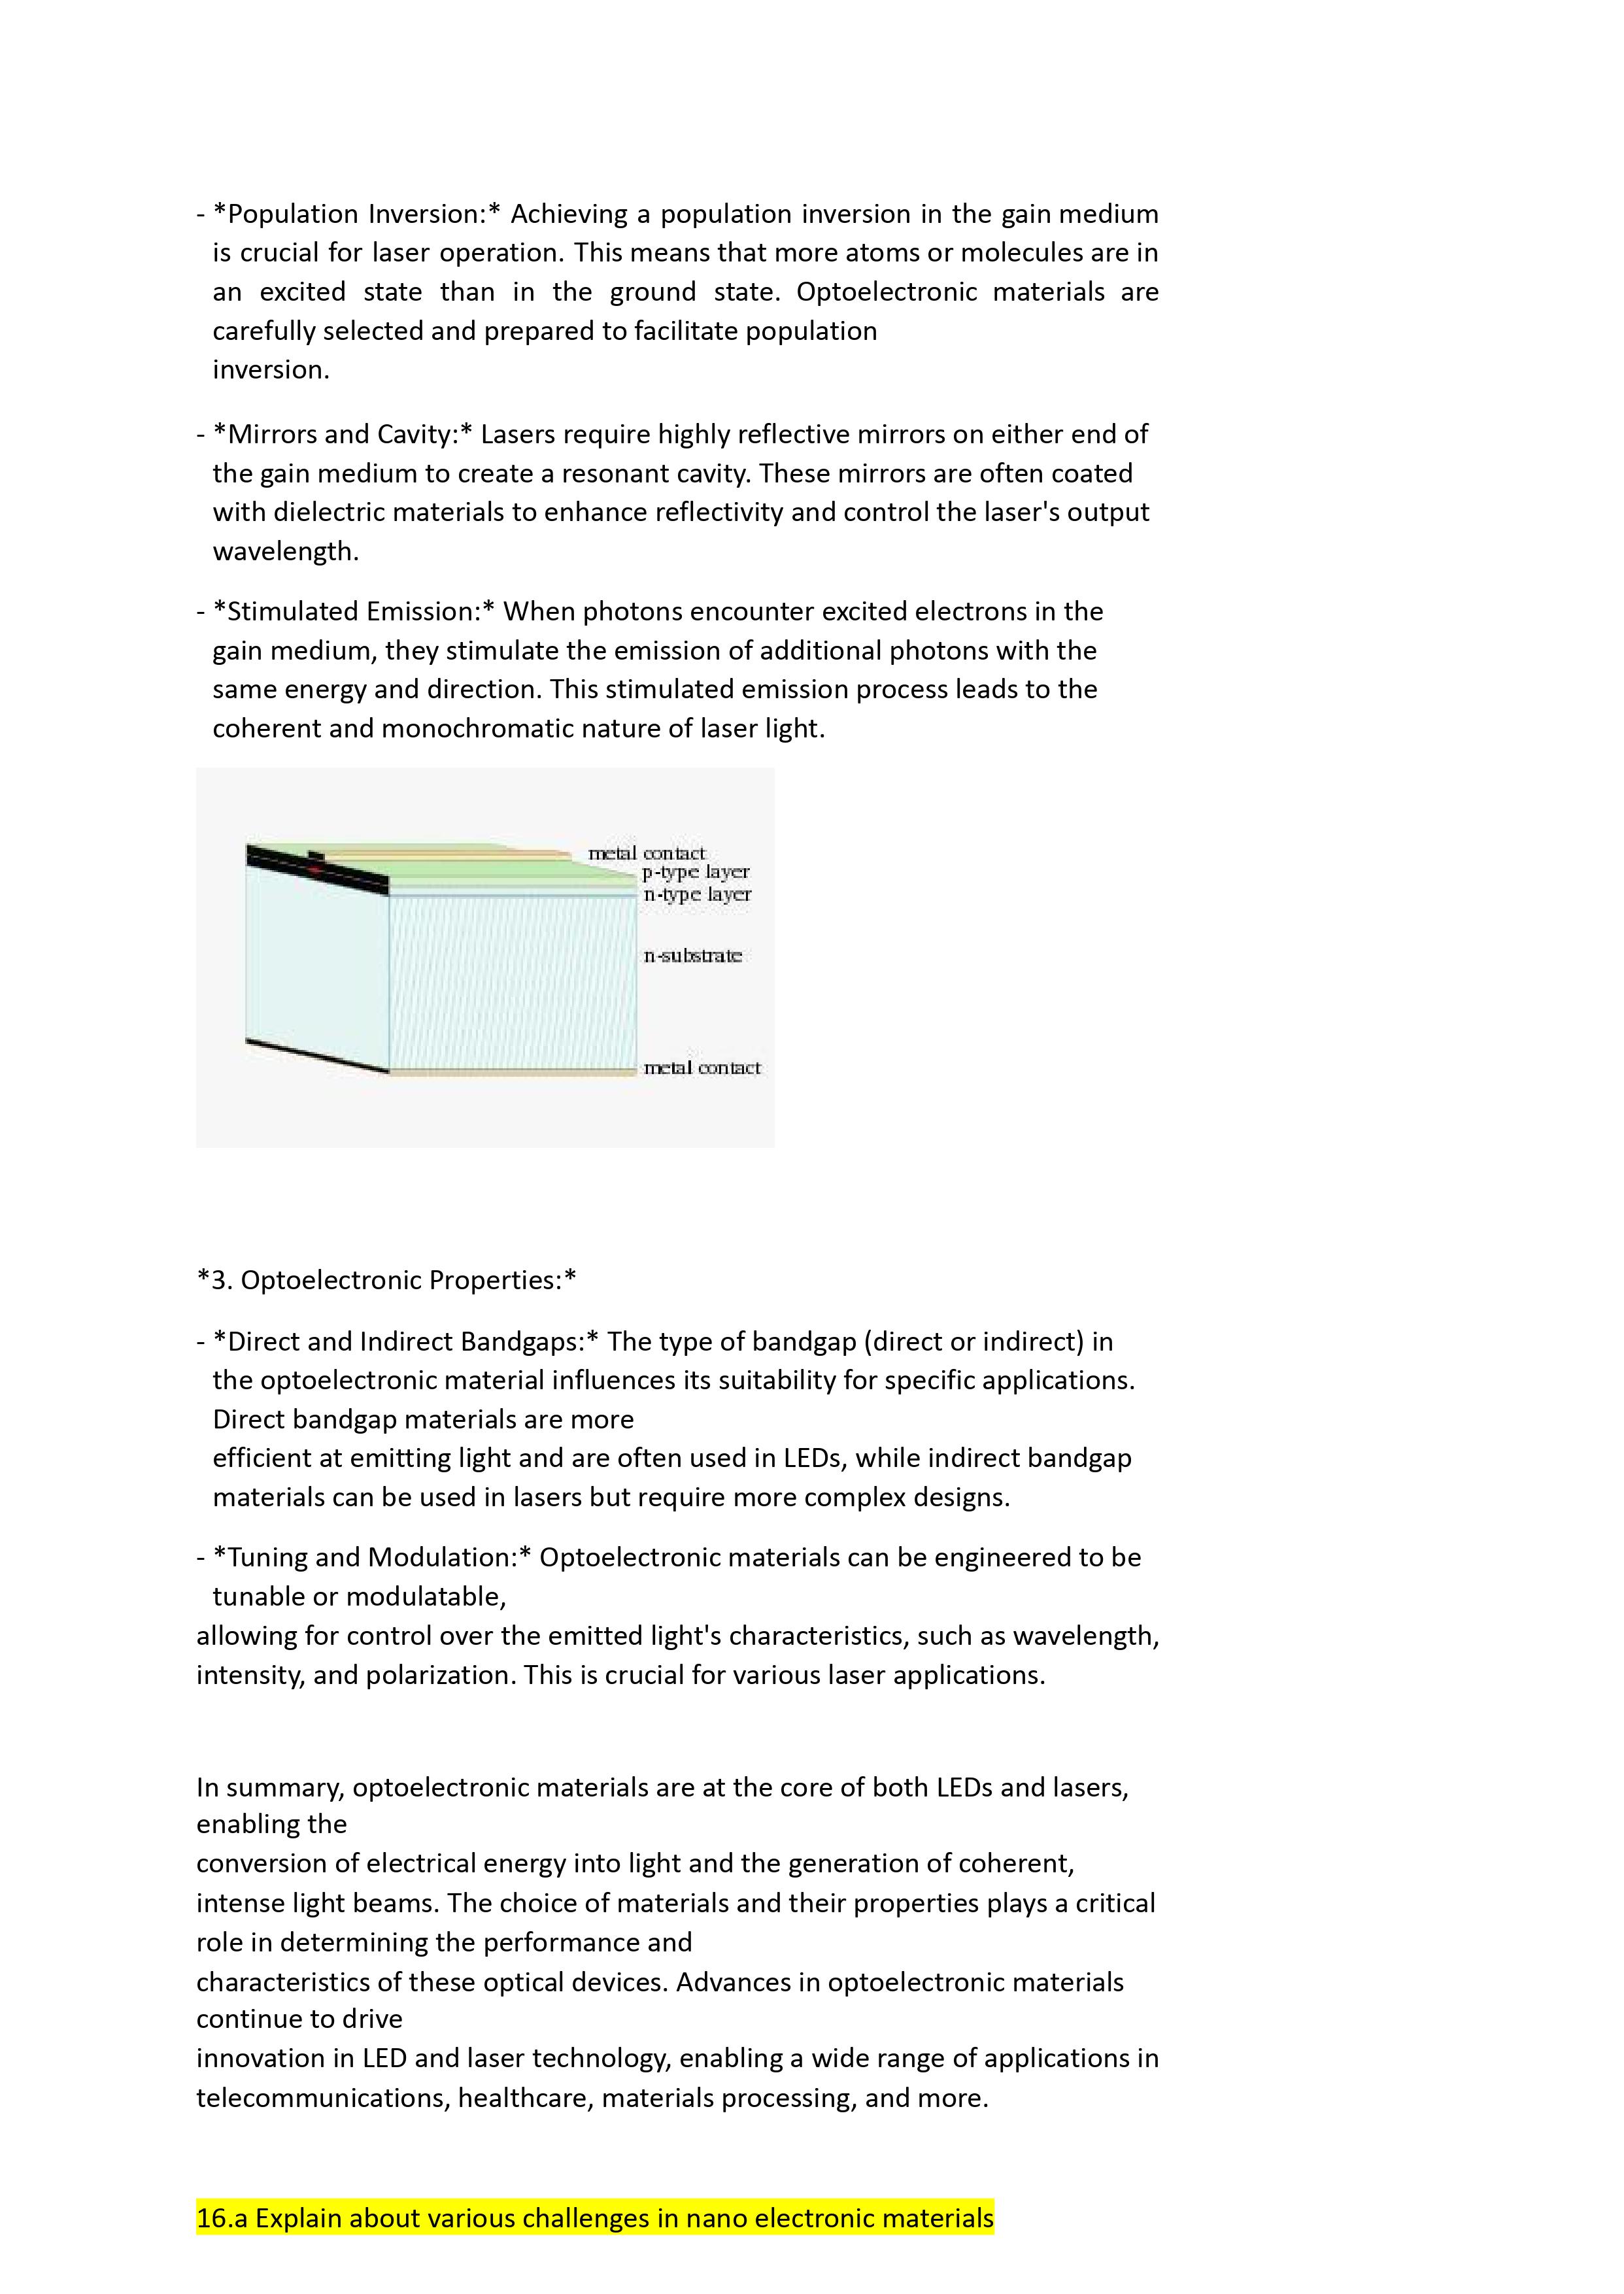 - *Population Inversion:* Achieving a population inversion in the gain medium
is crucial for laser operation. This means that more atoms or molecules are in
an excited state than in the ground state. Optoelectronic materials are
carefully selected and prepared to facilitate population
inversion.
- *Mirrors and Cavity:* Lasers require highly reflective mirrors on either end of
the gain medium to create a resonant cavity. These mirrors are often coated
with dielectric materials to enhance reflectivity and control the laser's output
wavelength.
- *Stimulated Emission:* When photons encounter excited electrons in the
gain medium, they stimulate the emission of additional photons with the
same energy and direction. This stimulated emission process leads to the
coherent and monochromatic nature of laser light.
metal contact
p-type layer
n-type layer
n-substrate
metal contact
*3. Optoelectronic Properties:*
- *Direct and Indirect Bandgaps:* The type of bandgap (direct or indirect) in
the optoelectronic material influences its suitability for specific applications.
Direct bandgap materials are more
efficient at emitting light and are often used in LEDs, while indirect bandgap
materials can be used in lasers but require more complex designs.
- *Tuning and Modulation:* Optoelectronic materials can be engineered to be
tunable or modulatable,
allowing for control over the emitted light's characteristics, such as wavelength,
intensity, and polarization. This is crucial for various laser applications.
In summary, optoelectronic materials are at the core of both LEDs and lasers,
enabling the
conversion of electrical energy into light and the generation of coherent,
intense light beams. The choice of materials and their properties plays a critical
role in determining the performance and
characteristics of these optical devices. Advances in optoelectronic materials
continue to drive
innovation in LED and laser technology, enabling a wide range of applications in
telecommunications, healthcare, materials processing, and more.
16.a Explain about various challenges in nano electronic materials